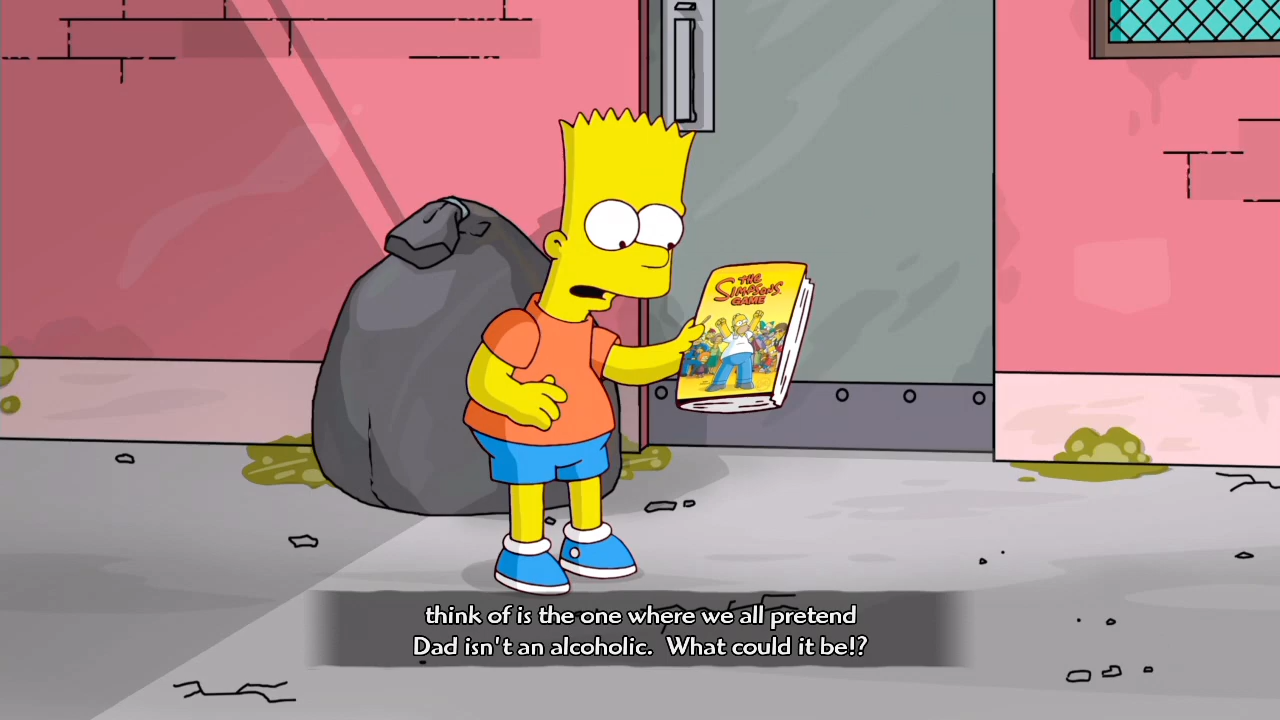 THE
SIMPSONS
GAME
think of is the one where we all pretend
Dad isn't an alcoholic.  What could it be!?